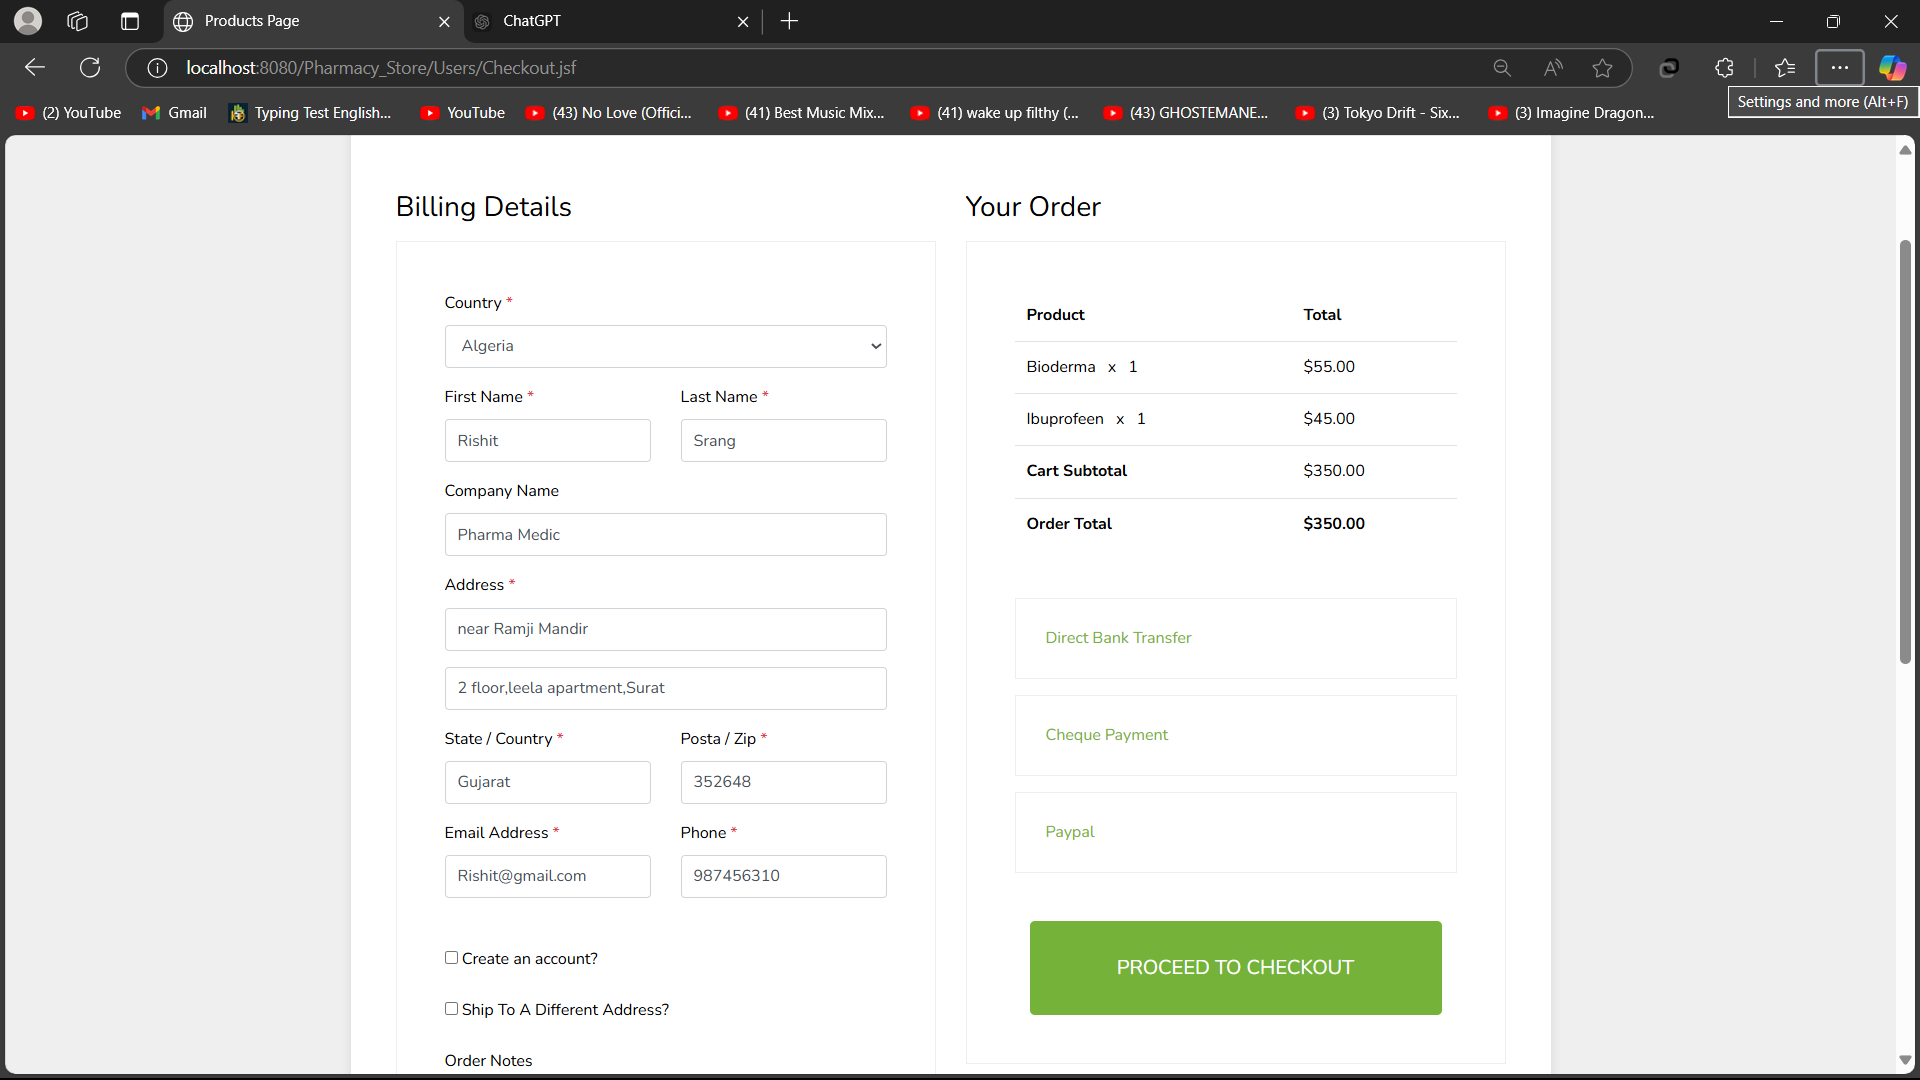 Products Page
ChatGPT
localhost:8080/Pharmacy_Store/Users/Checkout.jsf
Settings and more (Alt+F)
(2) YouTube
Gmail
Typing Test English...
YouTube
(43) No Love (Offici...
(41) Best Music Mix...
(41) wake up filthy (...
(43) GHOSTEMANE...
(3) Tokyo Drift - Six...
(3) Imagine Dragon...
Billing Details
Country *
Algeria
First Name * Last Name *
Rishit Srang
Company Name
Pharma Medic
Address *
near Ramji Mandir
2 floor,leela apartment,Surat
State / Country * Posta / Zip *
Gujarat 352648
Email Address * Phone *
Rishit@gmail.com 987456310
Create an account?
Ship To A Different Address?
Order Notes
Your Order
Product Total
Bioderma x 1 $55.00
Ibuprofeen x 1 $45.00
Cart Subtotal $350.00
Order Total $350.00
Direct Bank Transfer
Cheque Payment
Paypal
PROCEED TO CHECKOUT